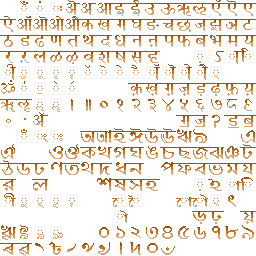 ँ ं ः ऄ अ आ इ ई उ ऊ ऋ ऌ ऍ ऎ ए
ऐ ऑ ऒ ओ औ क ख ग घ ङ च छ ज झ ञ ट
ठ ड ढ ण त थ द ध न ऩ प फ ब भ म य
र ऱ ल ळ ऴ व श ष स ह ़ ऽ ा ि
ी ु ू ृ ॄ ॅ ॆ े ै ॉ ॊ ो ौ ्
क़ ख़ ग़ ज़ ड़ ढ़ फ़ य़
ॠ ॡ ॢ ॣ । ॥ ० १ २ ३ ४ ५ ६ ७ ८ ९
॰ ॱ ॲ ॻ ॼ ॽ ॾ ॿ
ঁ ং ঃ অ আ ই ঈ উ ঊ ঋ ঌ এ
ঐ ও ঔ ক খ গ ঘ ঙ চ ছ জ ঝ ঞ ট
ঠ ড ঢ ণ ত থ দ ধ ন প ফ ব ভ ম য
র ল শ ষ স হ ় ঽ া ি
ী ু ূ ৃ ৄ ে ৈ ো ৌ ্ ৎ
ৗ ড় ঢ় য়
ৠ ৡ ৢ ৣ ০ ১ ২ ৩ ৪ ৫ ৬ ৭ ৮ ৯
ৰ ৱ ৲ ৳ ৴ ৵ ৶ ৷ ৸ ৹ ৺